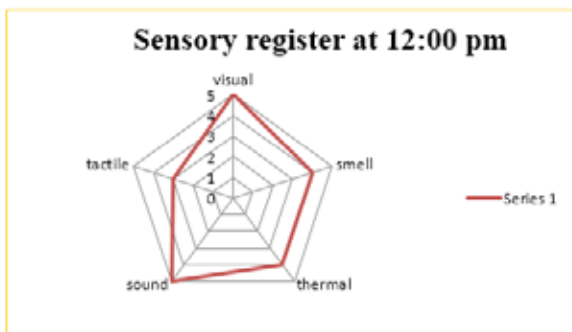 Sensory register at 12:00 pm
visual
5
4
3
2
1
0
tactile
smell
Series 1
sound
thermal